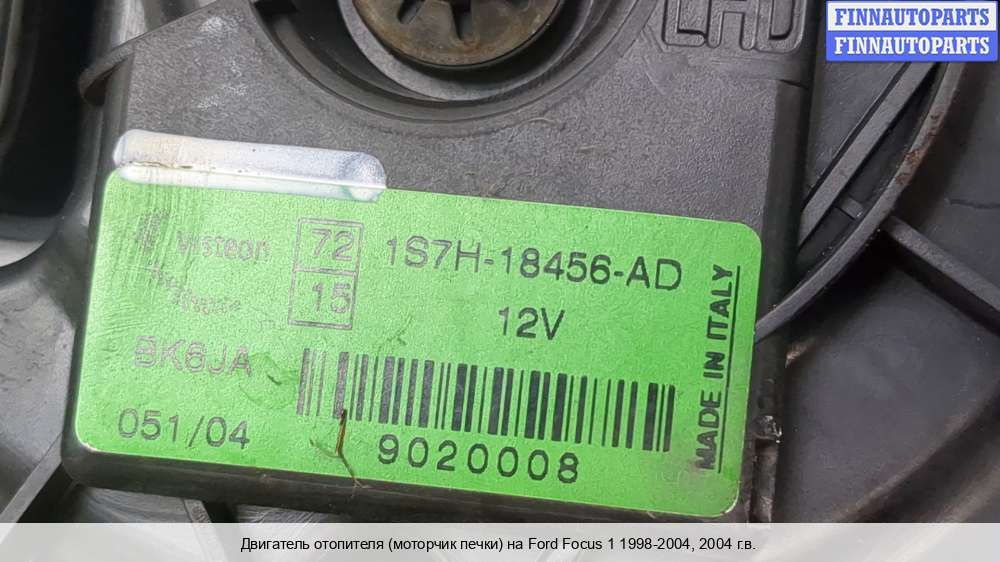 LHD
FINNAUTOPARTS
FINNAUTOPARTS
Visteon
72
15
1S7H-18456-AD
12V
BK6JA
051/04
9020008
MADE IN ITALY
Двигатель отопителя (моторчик печки) на Ford Focus 1 1998-2004, 2004 г.в.